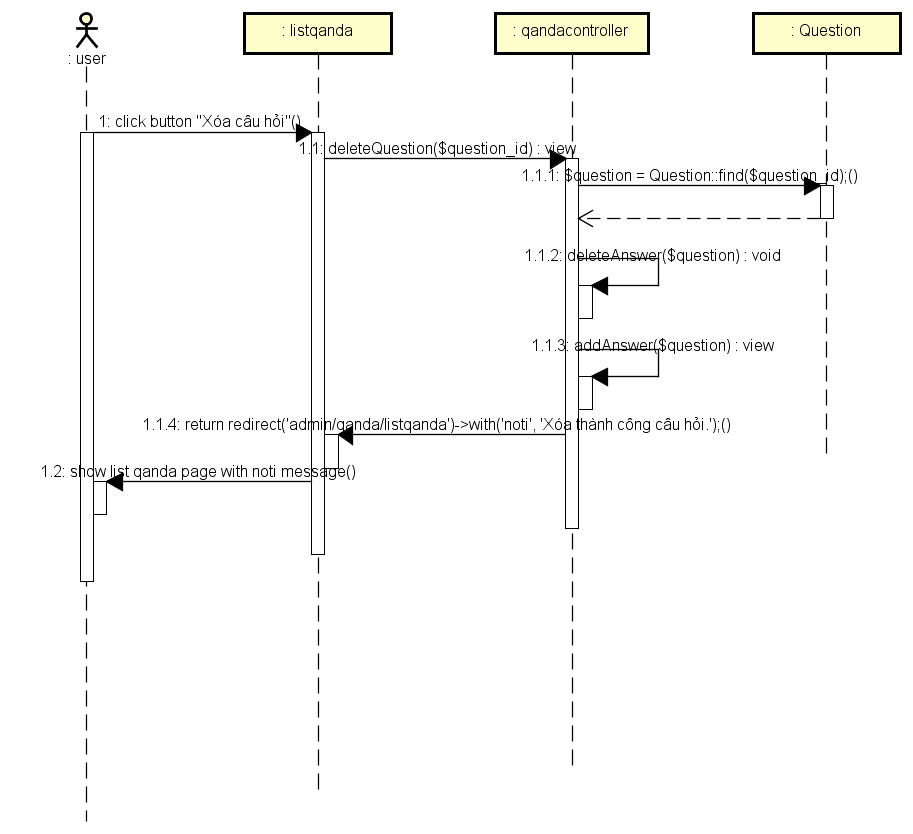 : user
: listqanda
: qandacontroller
: Question
1: click button "Xóa câu hỏi"()
1.1: deleteQuestion($question_id) : view
1.1.1: $question = Question::find($question_id);()
1.1.2: deleteAnswer($question) : void
1.1.3: addAnswer($question) : view
1.1.4: return redirect('admin/qanda/listqanda')->with('noti', 'Xóa thành công câu hỏi.');()
1.2: show list qanda page with noti message()